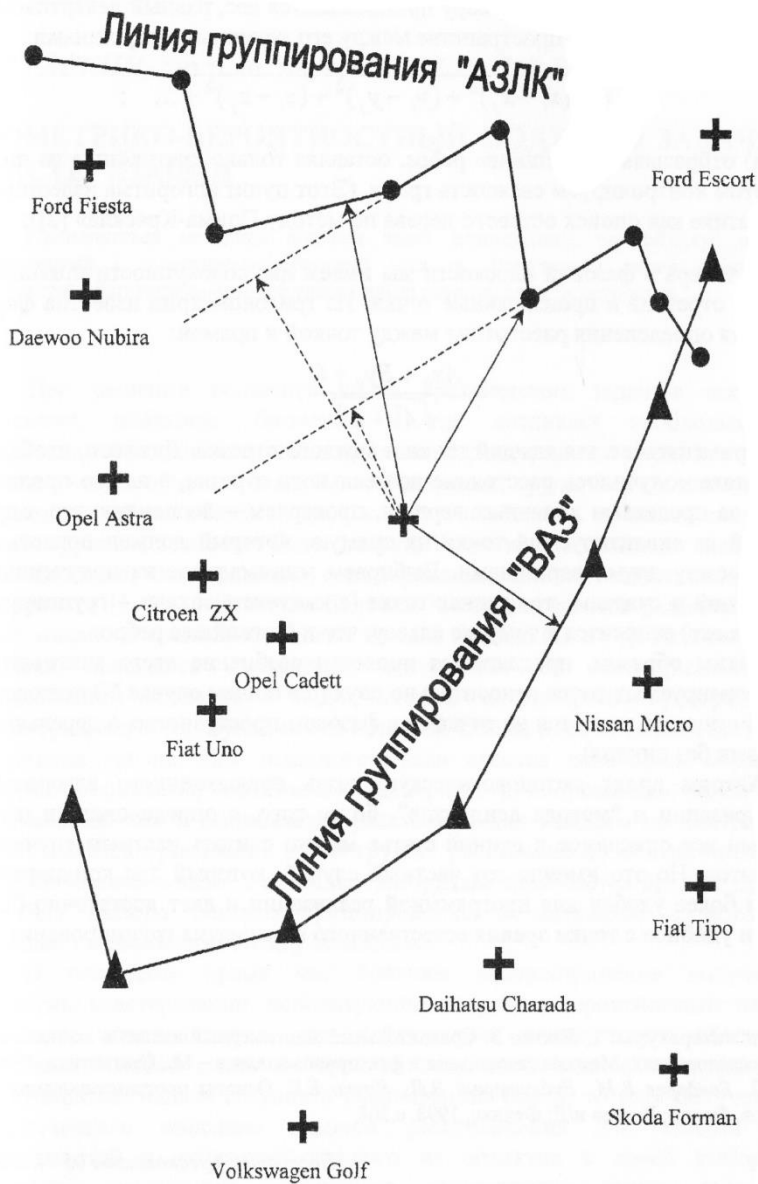 Линия группирования "АЗЛК"
Ford Escort
Ford Fiesta
Daewoo Nubira
Opel Astra
Citroen ZX
Opel Cadett
Линия группирования "ВАЗ"
Nissan Micro
Fiat Uno
Fiat Tipo
Daihatsu Charada
Skoda Forman
Volkswagen Golf